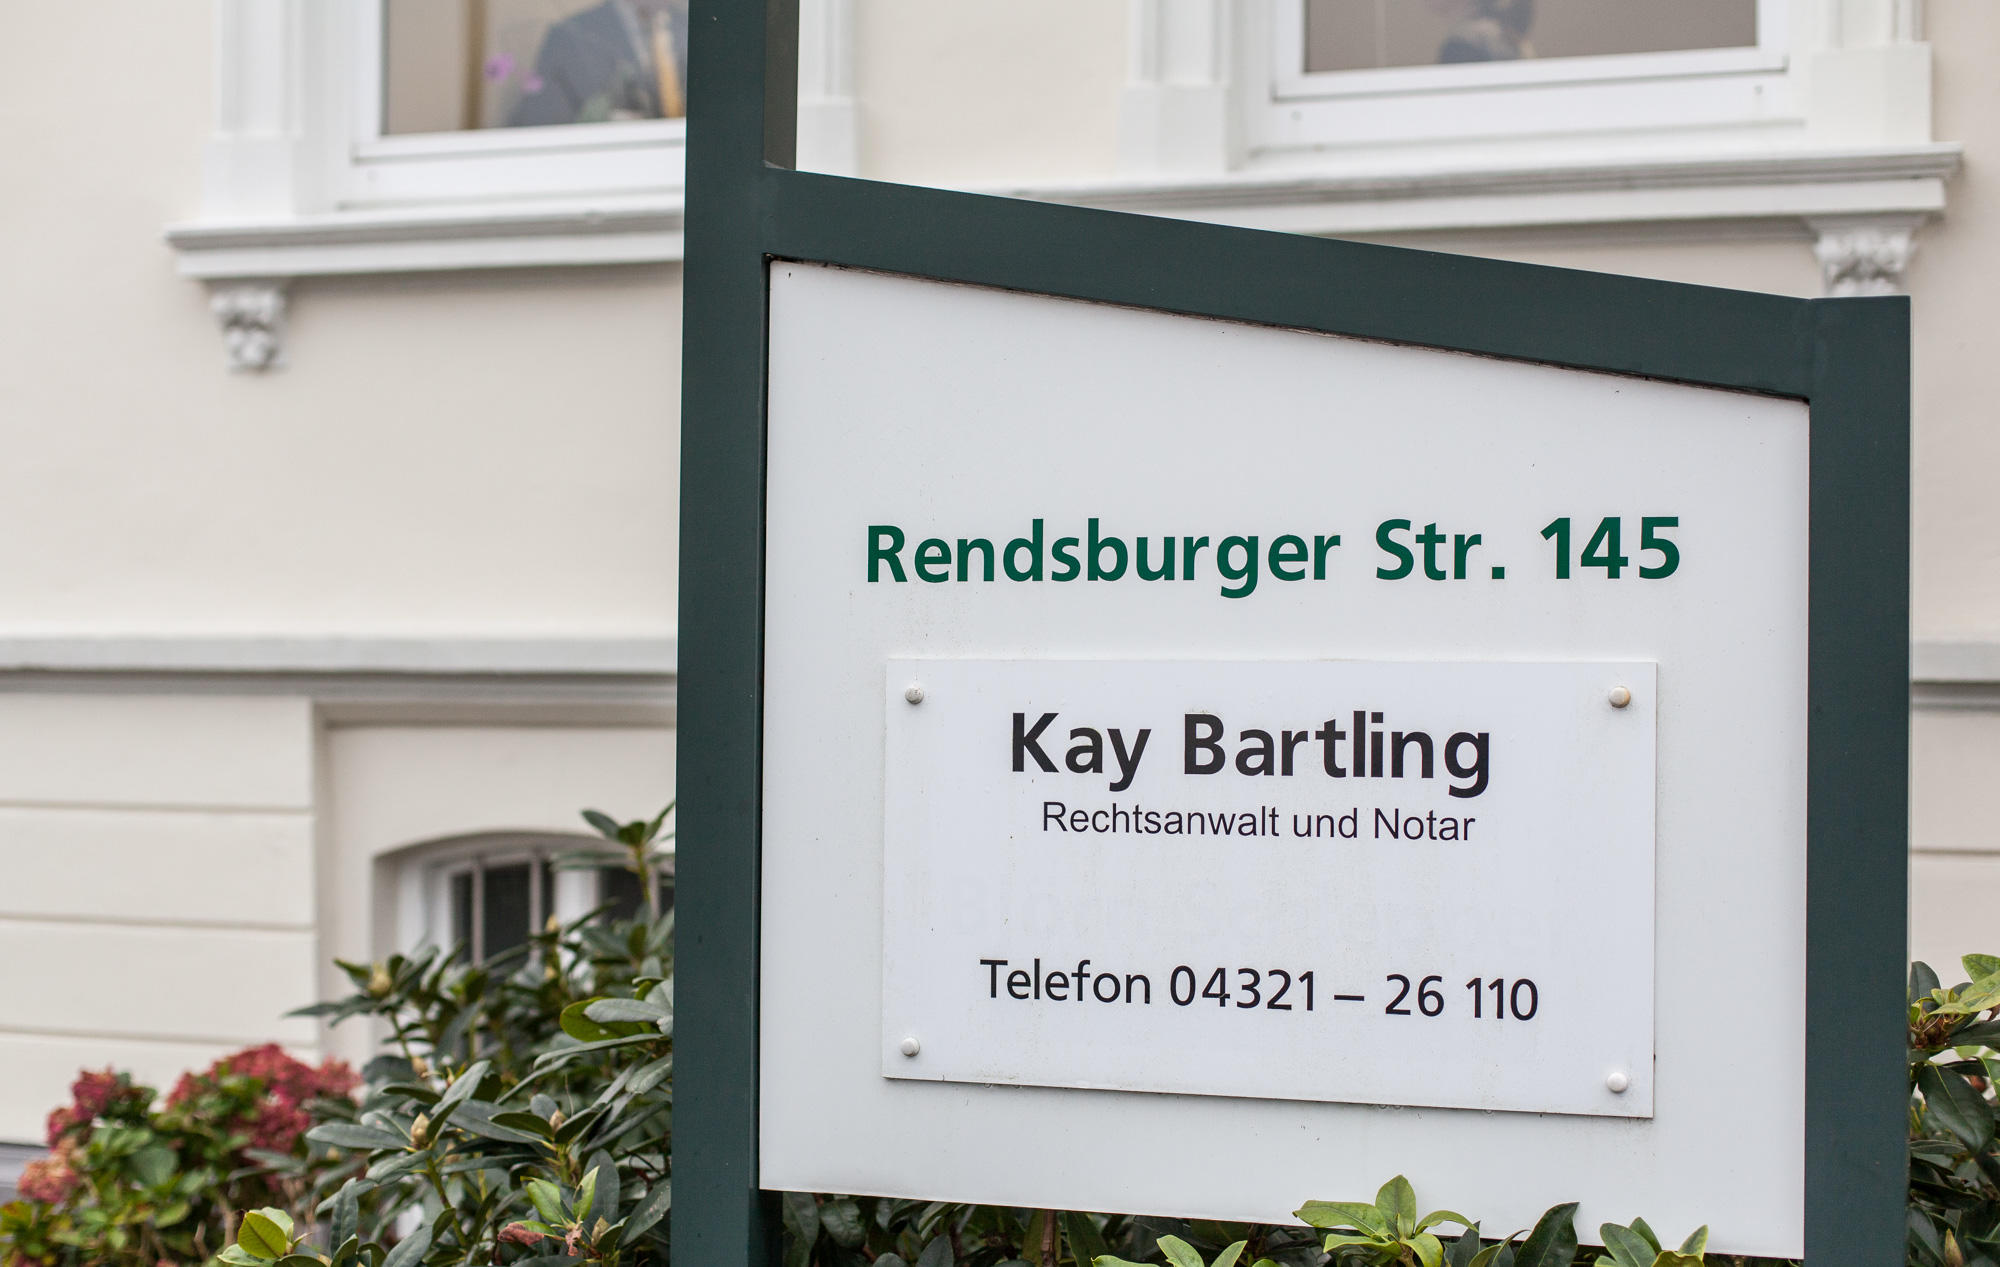 Rendsburger Str. 145
Kay Bartling
Rechtsanwalt und Notar
Telefon 04321 – 26 110